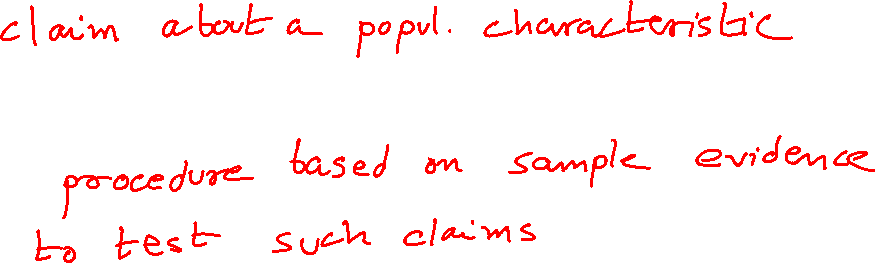 claim about a popul. characteristic
procedure based on sample evidence
to test such claims